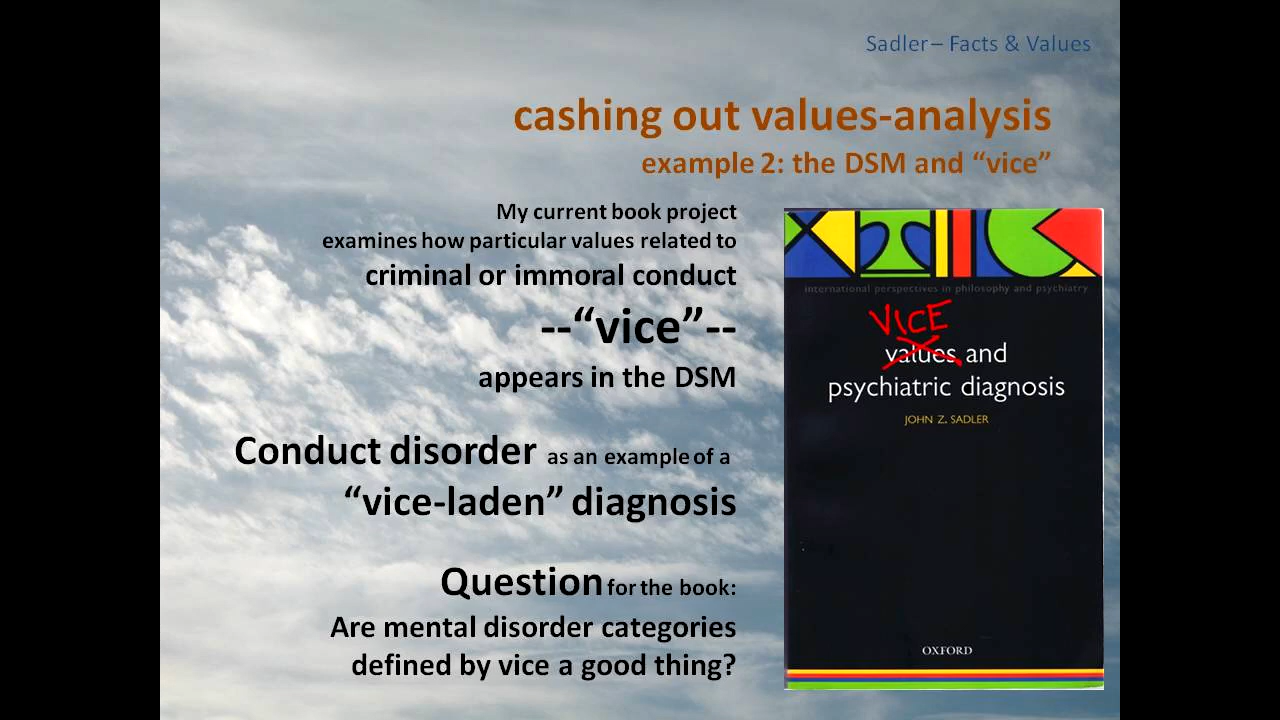 Sadler – Facts & Values
cashing out values-analysis
example 2: the DSM and “vice”
My current book project
examines how particular values related to
criminal or immoral conduct
--“vice”--
appears in the DSM
Conduct disorder as an example of a
“vice-laden” diagnosis
Question for the book:
Are mental disorder categories
defined by vice a good thing?
international perspectives in philosophy and psychiatry
VICE
values and
psychiatric diagnosis
JOHN Z. SADLER
OXFORD